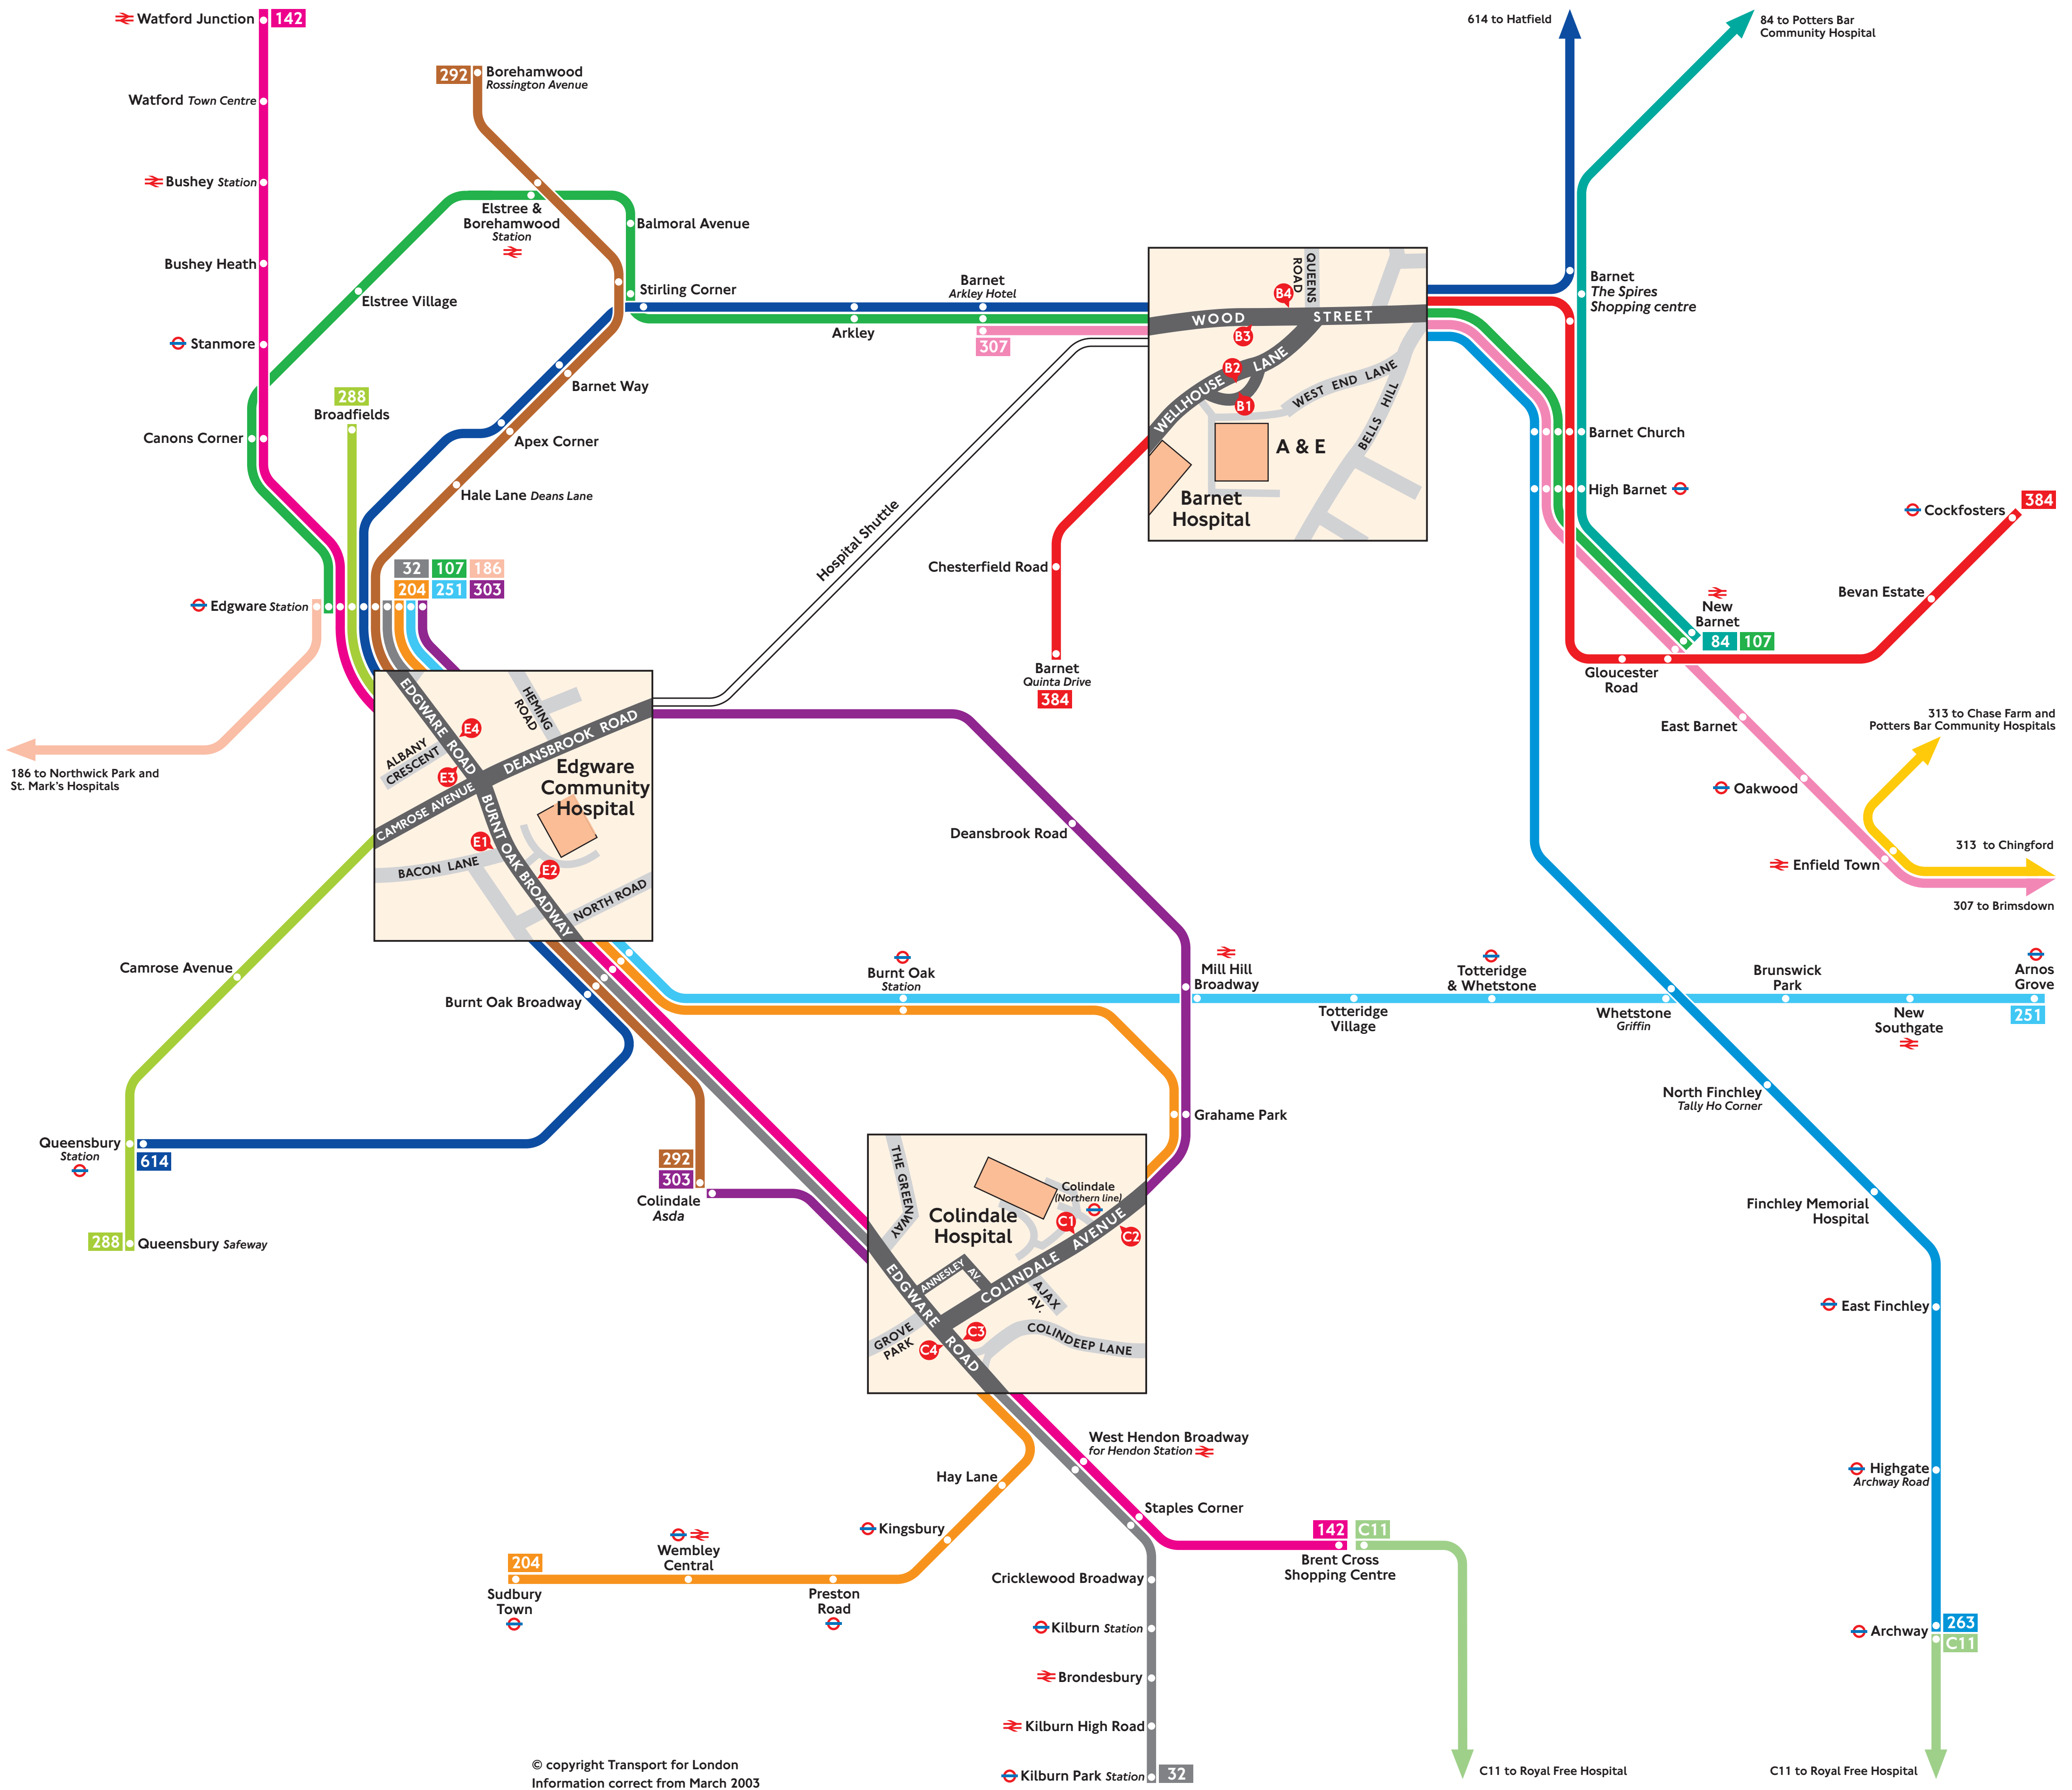 Watford Junction
142
Watford Town Centre
Bushey Station
Bushey Heath
Stanmore
Canons Corner
292
Borehamwood
Rossington Avenue
Elstree &
Borehamwood
Station
Elstree Village
Balmoral Avenue
Stirling Corner
Barnet Way
Apex Corner
Hale Lane Deans Lane
288
Broadfields
32 107 186
204 251 303
Edgware Station
186 to Northwick Park and
St. Mark's Hospitals
Arkley
Barnet
Arkley Hotel
307
Hospital Shuttle
QUEENS
ROAD
B4
WOOD STREET
B3
B2
WELLHOUSE LANE
B1
WEST END LANE
BELLS HILL
A & E
Barnet
Hospital
Chesterfield Road
Barnet
Quinta Drive
384
614 to Hatfield
84 to Potters Bar
Community Hospital
Barnet
The Spires
Shopping centre
Barnet Church
High Barnet
384
Cockfosters
Bevan Estate
New
Barnet
84 107
Gloucester
Road
East Barnet
313 to Chase Farm and
Potters Bar Community Hospitals
Oakwood
313 to Chingford
Enfield Town
307 to Brimsdown
EDGWARE ROAD
HEMING
ROAD
E4
ALBANY
CRESCENT
DEANSBROOK ROAD
E3
Edgware
Community
Hospital
CAMROSE AVENUE
BURNT OAK BROADWAY
E1
BACON LANE
E2
NORTH ROAD
Deansbrook Road
Camrose Avenue
Burnt Oak Broadway
Burnt Oak
Station
Mill Hill
Broadway
Totteridge
Village
Totteridge
& Whetstone
Whetstone
Griffin
Brunswick
Park
New
Southgate
Arnos
Grove
251
North Finchley
Tally Ho Corner
Finchley Memorial
Hospital
East Finchley
Highgate
Archway Road
Archway
263
C11
C11 to Royal Free Hospital
Queensbury
Station
614
288
Queensbury Safeway
292
303
Colindale
Asda
Grahame Park
THE GREENWAY
Colindale
(Northern line)
Colindale
Hospital
C1
C2
COLINDALE AVENUE
ANNESLEY
AV.
EDGWARE ROAD
AJAX
AV.
C3
GROVE
PARK
C4
COLINDEEP LANE
West Hendon Broadway
for Hendon Station
Hay Lane
Staples Corner
Kingsbury
142
C11
Brent Cross
Shopping Centre
204
Sudbury
Town
Wembley
Central
Preston
Road
Cricklewood Broadway
Kilburn Station
Brondesbury
Kilburn High Road
Kilburn Park Station
32
C11 to Royal Free Hospital
© copyright Transport for London
Information correct from March 2003